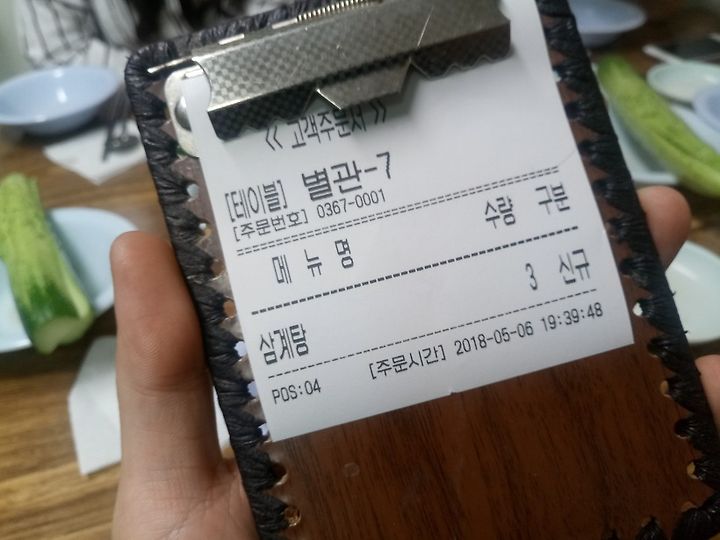 << 고객주문서 >>
[테이블] 별관-7
[주문번호] 0367-0001
메 뉴 명 수량 구분
삼계탕 3 신규
[주문시간] 2018-05-06 19:39:48
POS:04